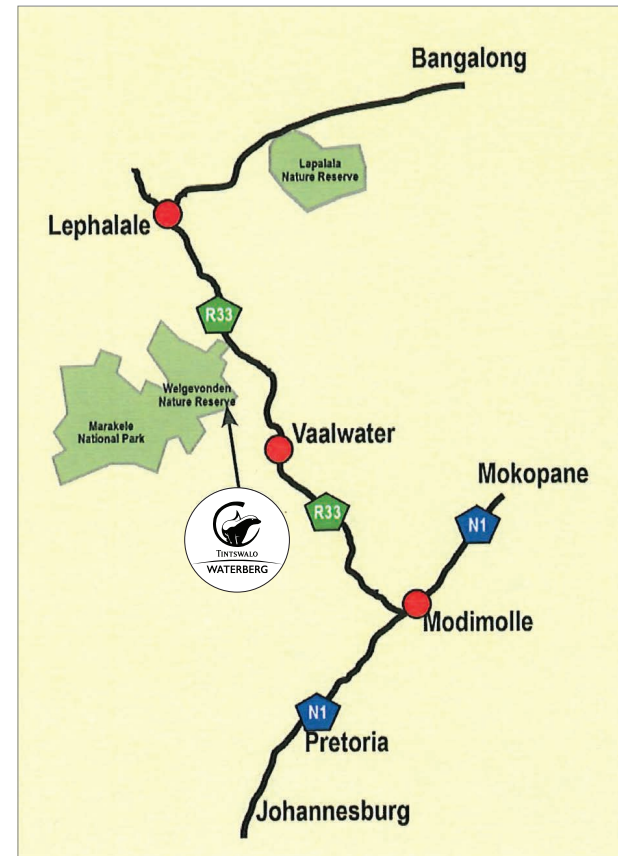 Bangalong
Lapalala
Nature Reserve
Lephalale
R33
Welgevonden
Nature Reserve
Marakele
National Park
Vaalwater
Mokopane
R33
N1
TINTSWALO
WATERBERG
Modimolle
N1
Pretoria
Johannesburg